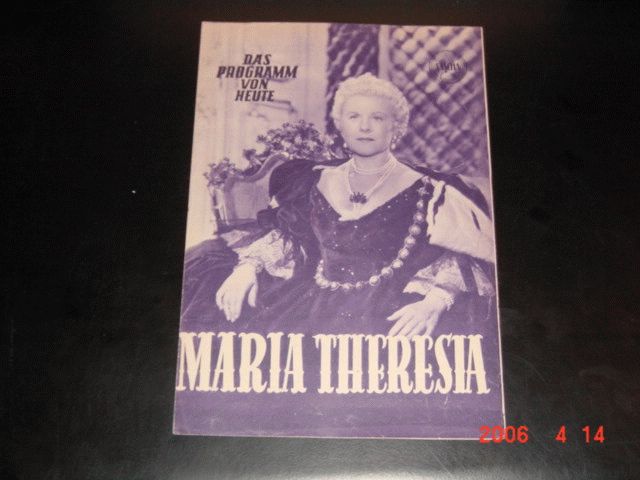 DAS
PROGRAMM
VON
HEUTE
MARIA THERESIA
2006 4 14